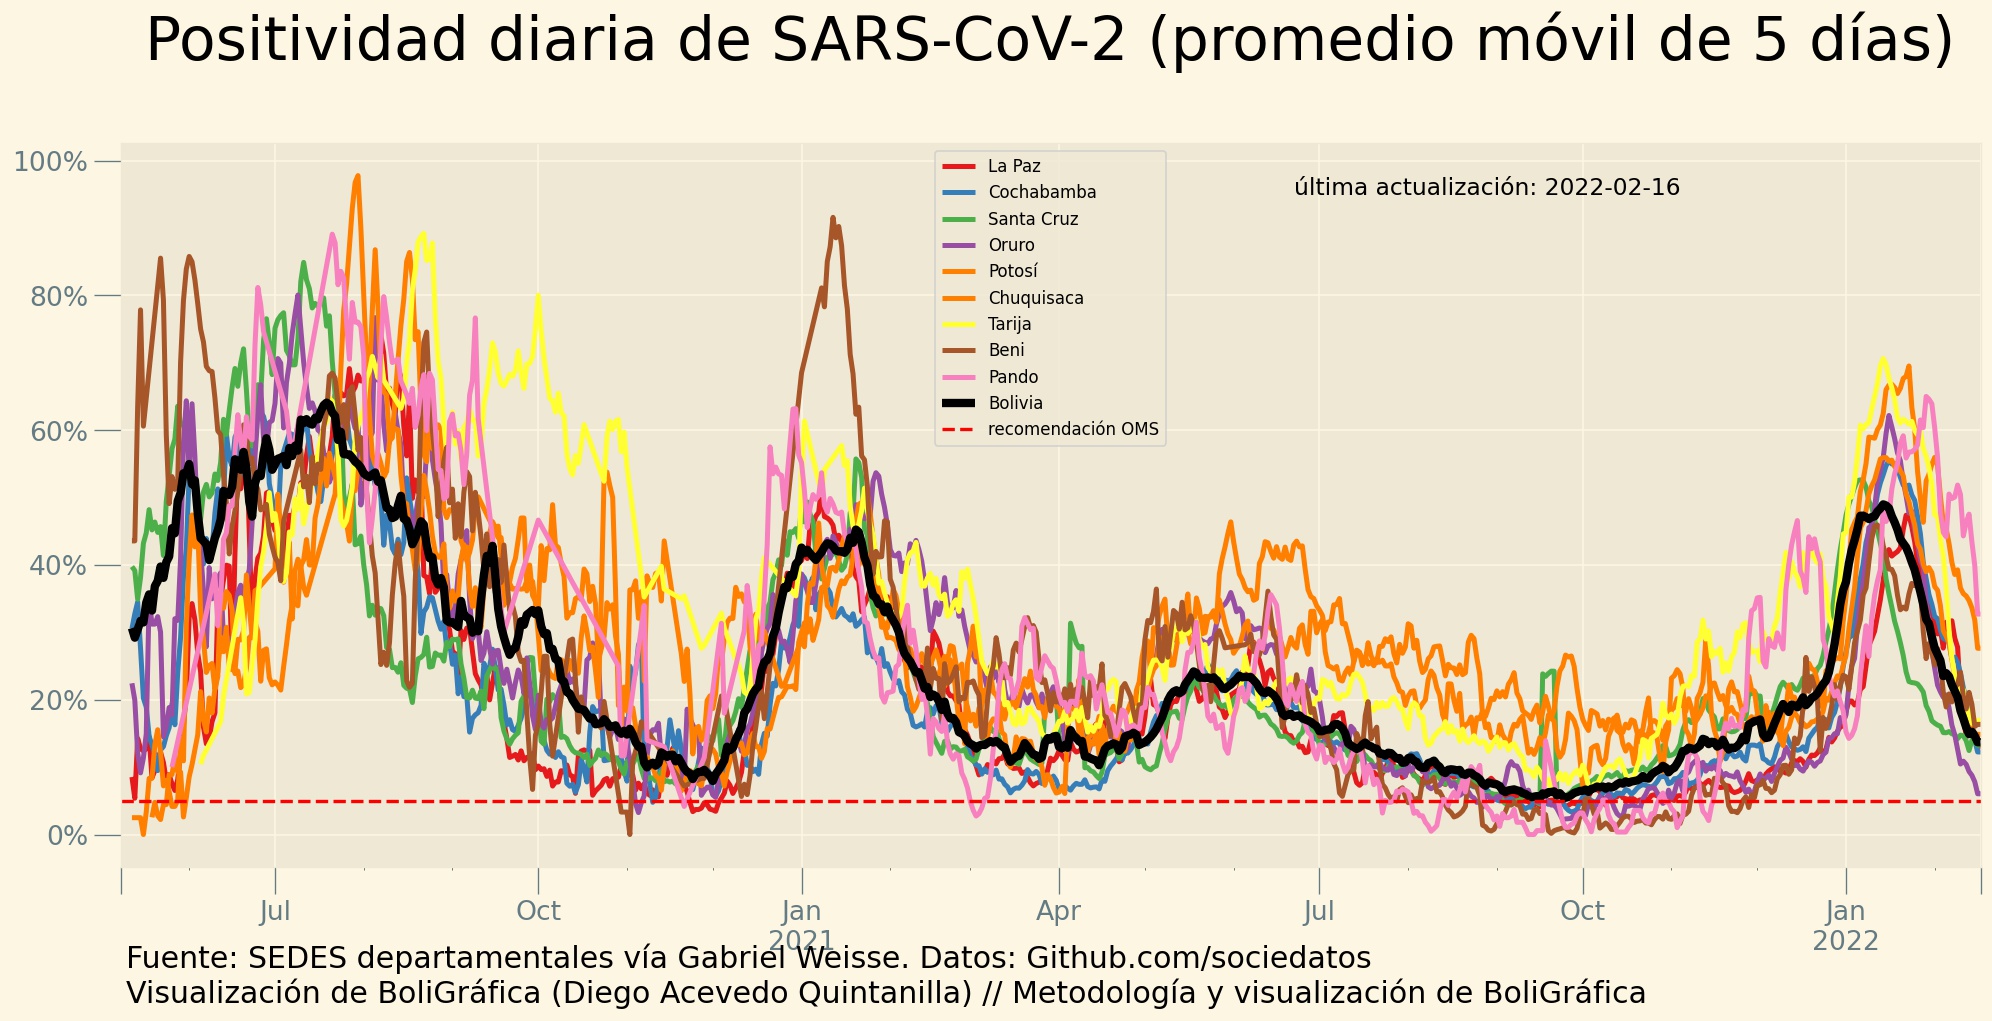 Positividad diaria de SARS-CoV-2 (promedio móvil de 5 días)
100%
80%
60%
40%
20%
0%
La Paz
Cochabamba
Santa Cruz
Oruro
Potosí
Chuquisaca
Tarija
Beni
Pando
Bolivia
recomendación OMS
última actualización: 2022-02-16
Jul
Oct
Jan
2021
Apr
Jul
Oct
Jan
2022
Fuente: SEDES departamentales vía Gabriel Weisse. Datos: Github.com/sociedatos
Visualización de BoliGráfica (Diego Acevedo Quintanilla) // Metodología y visualización de BoliGráfica